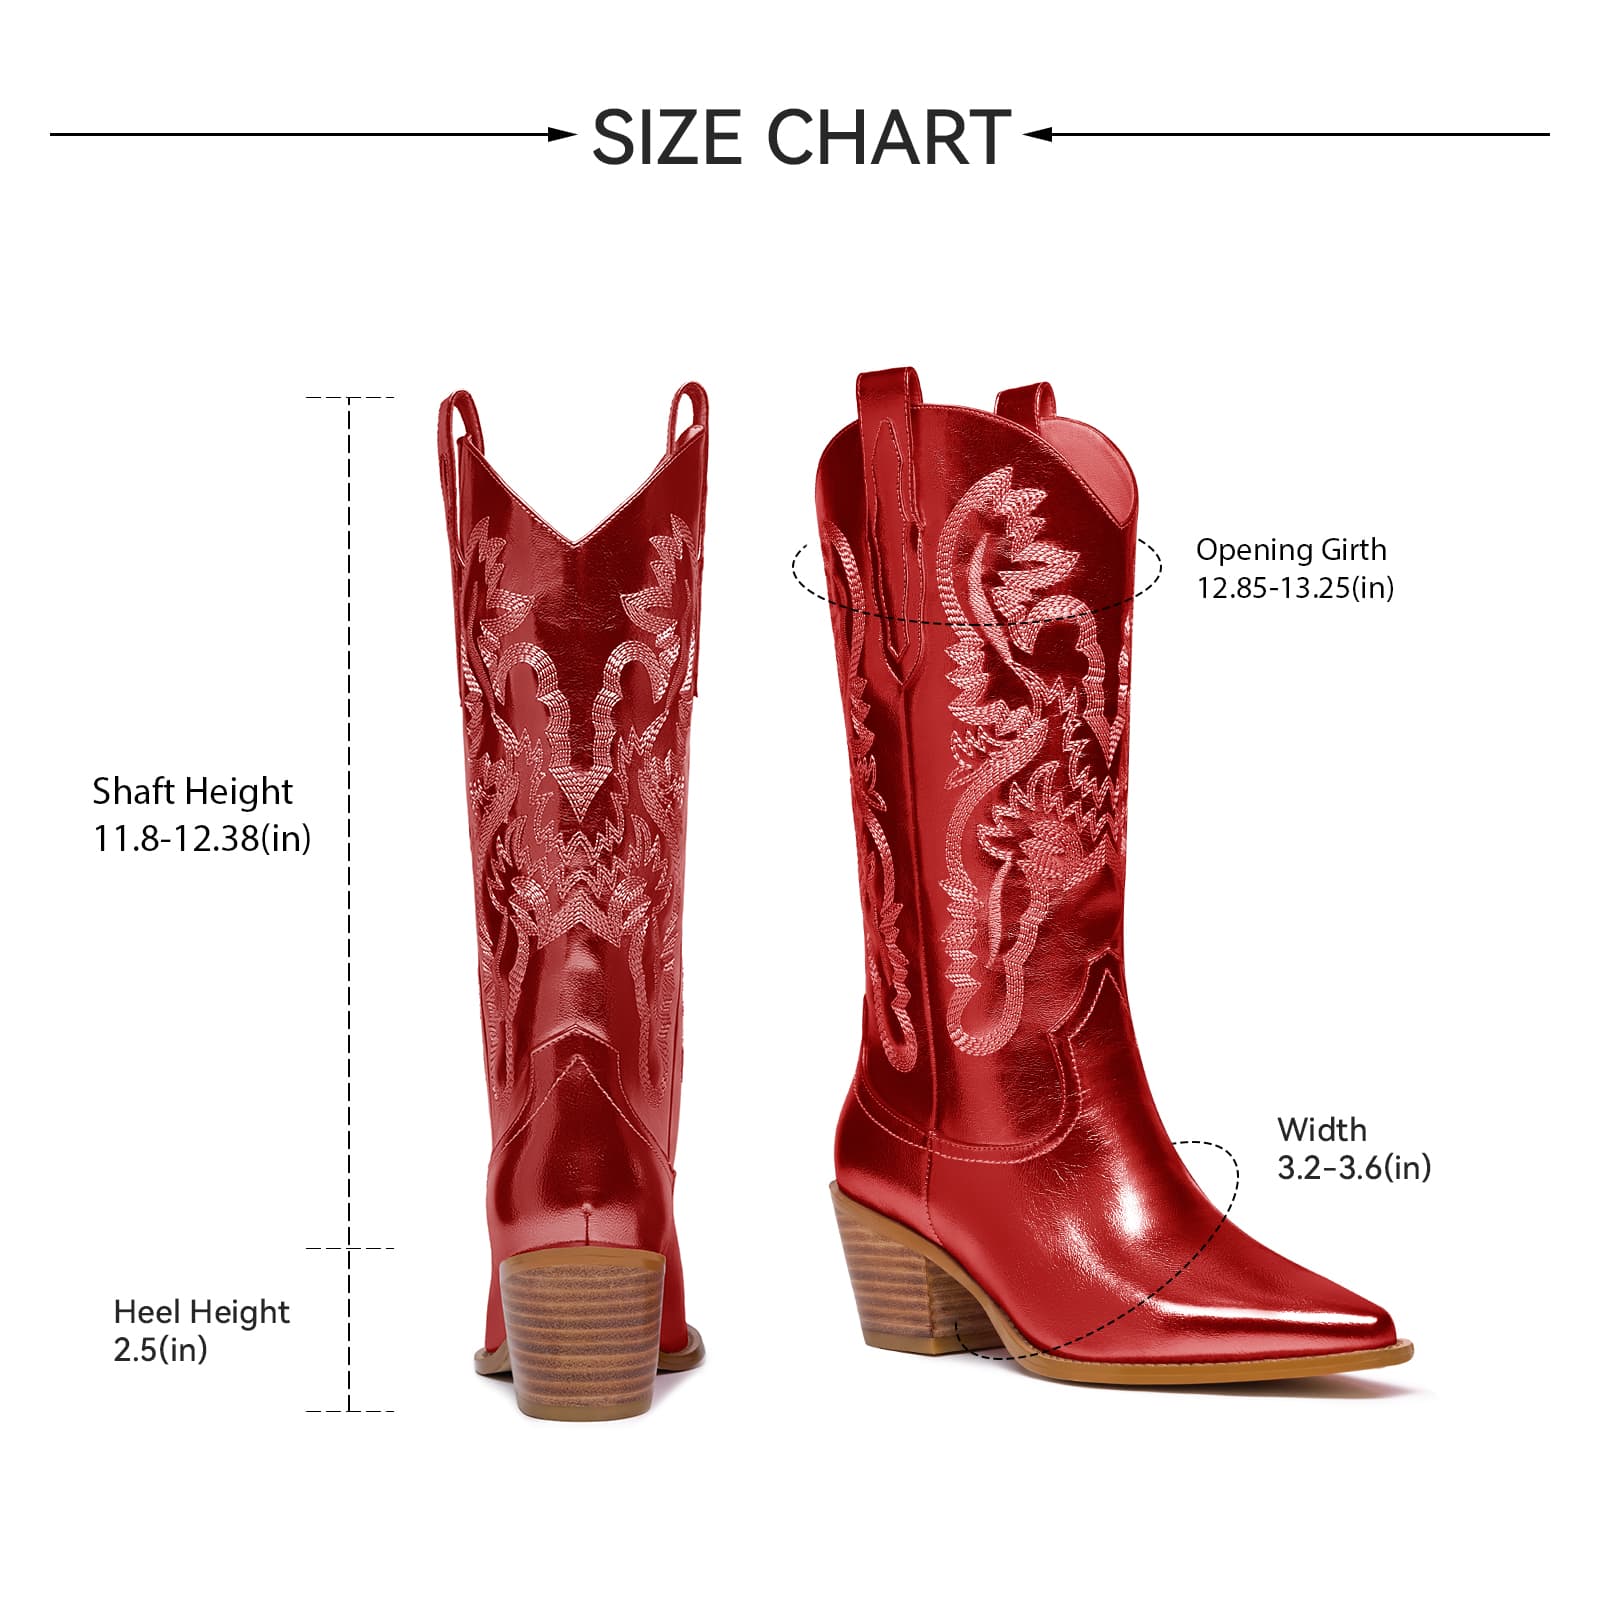 SIZE CHART
Opening Girth
12.85-13.25(in)
Shaft Height
11.8-12.38(in)
Width
3.2-3.6(in)
Heel Height
2.5(in)